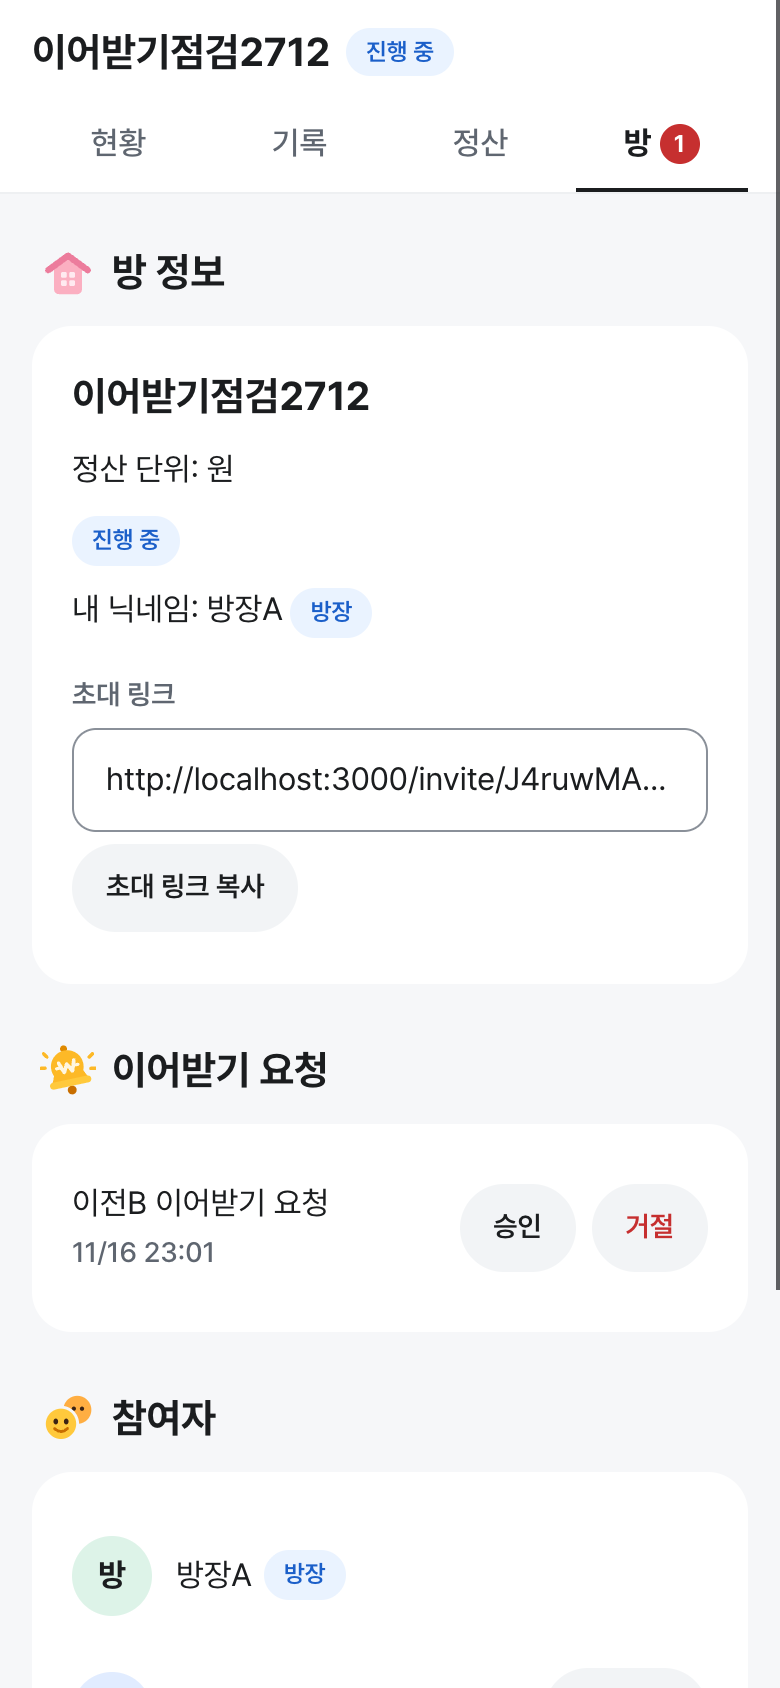 이어받기점검2712 진행 중
현황 기록 정산 방 1
방 정보
이어받기점검2712
정산 단위: 원
진행 중
내 닉네임: 방장A 방장
초대 링크
http://localhost:3000/invite/J4ruwMA...
초대 링크 복사
이어받기 요청
이전B 이어받기 요청
11/16 23:01
승인 거절
참여자
방 방장A 방장